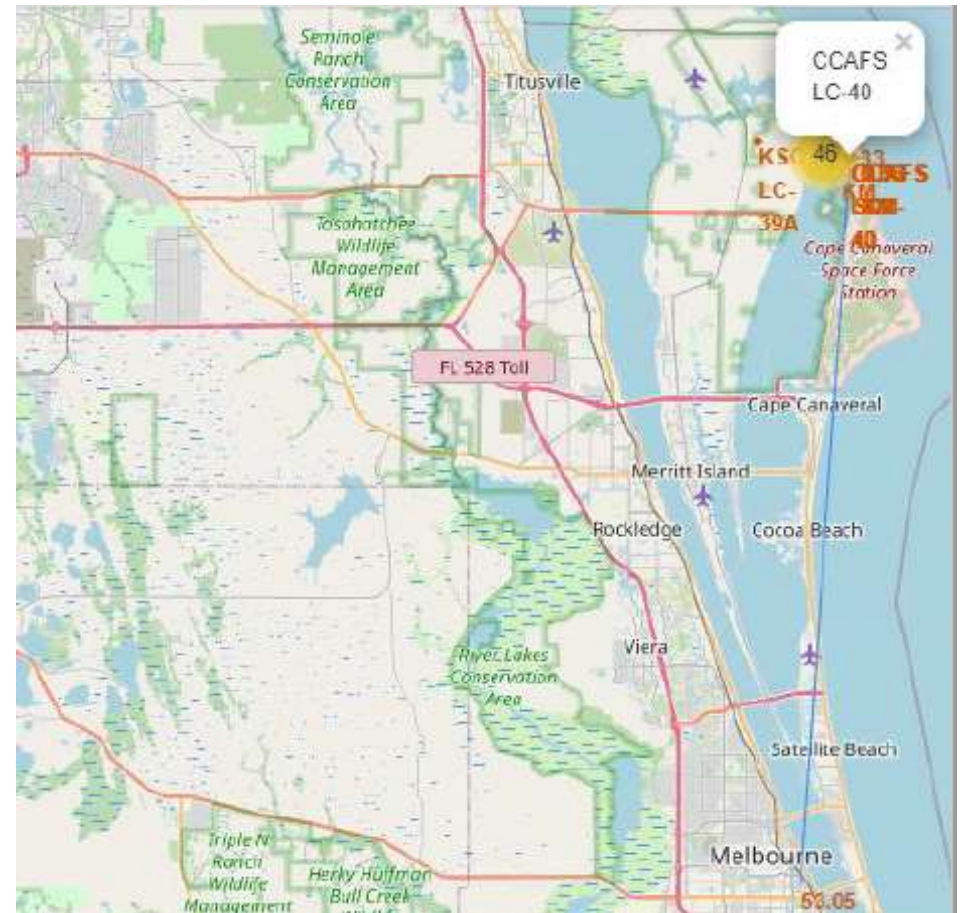 Seminole
Ranch
Conservation
Area
Titusville
CCAFS
LC-40
46
KSC
LC-
39A
40
Tosohatchee
Wildlife
Management
Area
Cape Canaveral
Space Force
Station
FL 528 Toll
Cape Canaveral
Merritt Island
Rockledge
Cocoa Beach
Viera
River Lakes
Conservation
Area
Satellite Beach
Melbourne
Triple N
Ranch
Wildlife
Management
Herky Huffman
Bull Creek
53.05